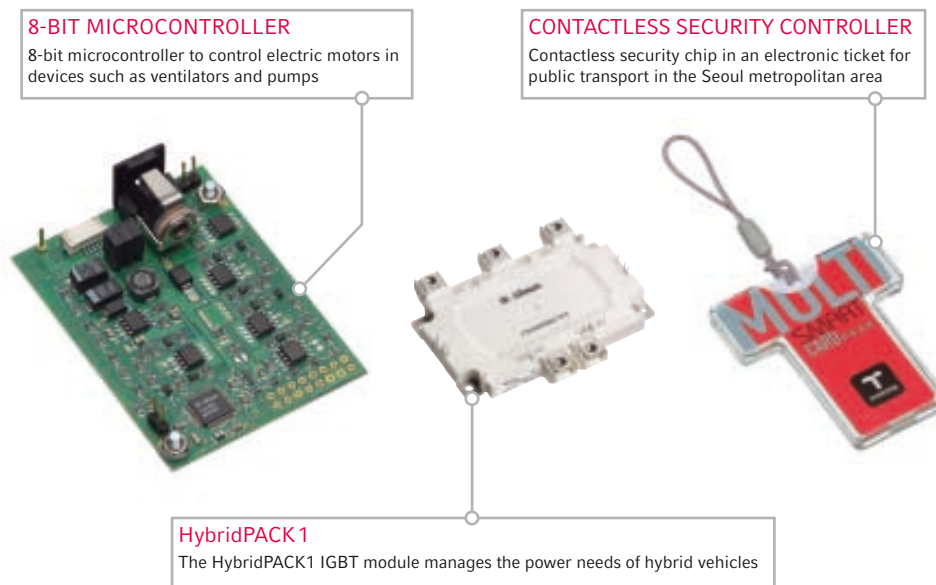 8-BIT MICROCONTROLLER
8-bit microcontroller to control electric motors in
devices such as ventilators and pumps
CONTACTLESS SECURITY CONTROLLER
Contactless security chip in an electronic ticket for
public transport in the Seoul metropolitan area
MULTI
SMART
CARD
T
HybridPACK1
The HybridPACK1 IGBT module manages the power needs of hybrid vehicles